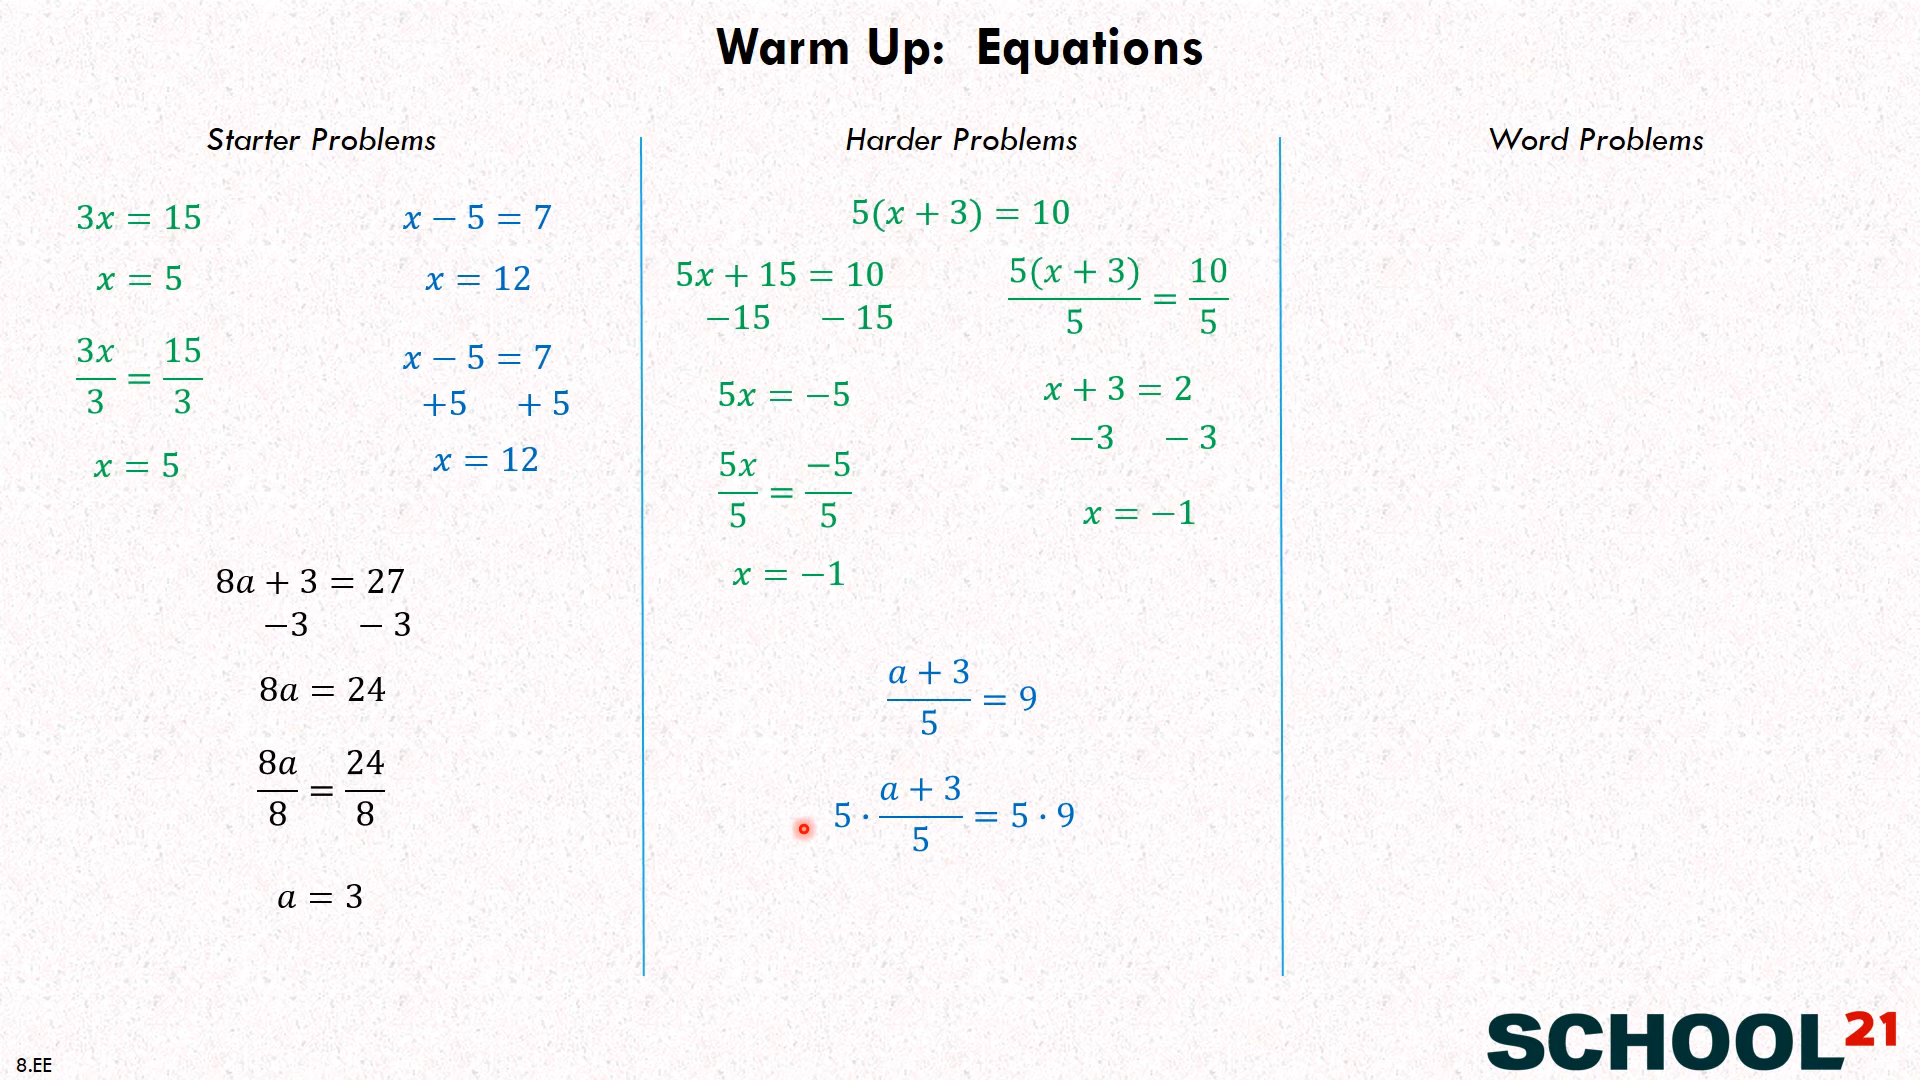 Warm Up: Equations
Starter Problems
3x = 15
x = 5
3x/3 = 15/3
x = 5
x − 5 = 7
x = 12
x − 5 = 7
+5 + 5
x = 12
8a + 3 = 27
−3 − 3
8a = 24
8a/8 = 24/8
a = 3
Harder Problems
5(x + 3) = 10
5x + 15 = 10
−15 − 15
5x = −5
5x/5 = −5/5
x = −1
5(x + 3)/5 = 10/5
x + 3 = 2
−3 − 3
x = −1
(a + 3)/5 = 9
5 · (a + 3)/5 = 5 · 9
Word Problems
8.EE
SCHOOL21